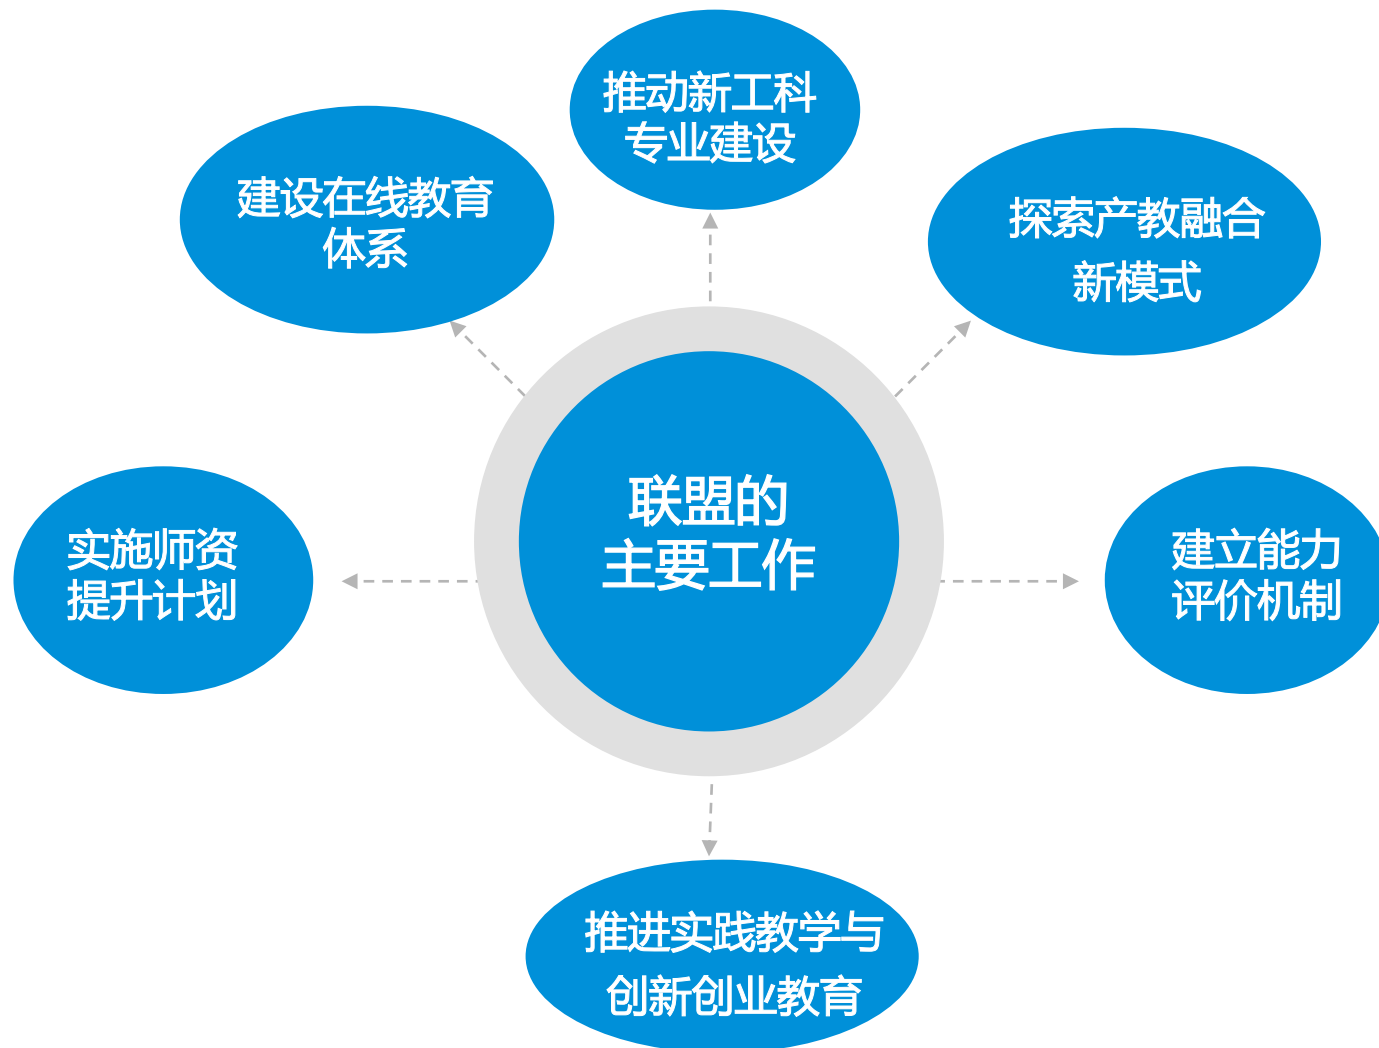 推动新工科
专业建设
建设在线教育
体系
探索产教融合
新模式
联盟的
主要工作
实施师资
提升计划
建立能力
评价机制
推进实践教学与
创新创业教育